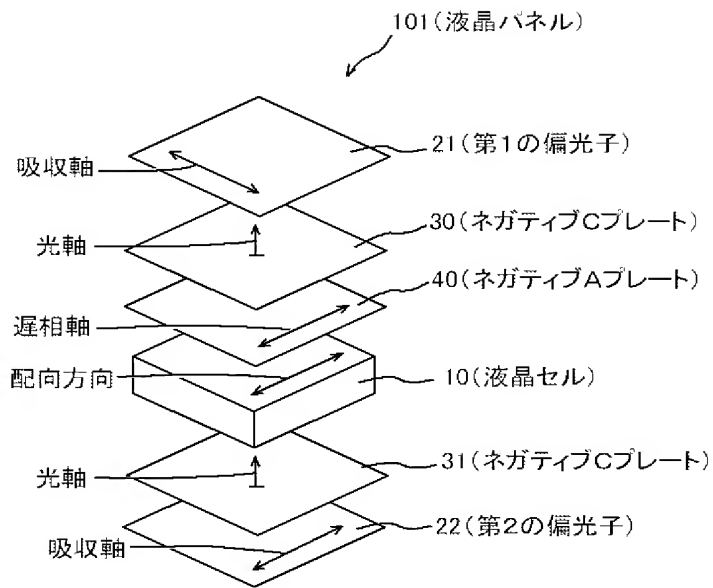 101(液晶パネル)
21(第1の偏光子)
吸収軸
30(ネガティブCプレート)
光軸
40(ネガティブAプレート)
遅相軸
配向方向
10(液晶セル)
31(ネガティブCプレート)
光軸
22(第2の偏光子)
吸収軸